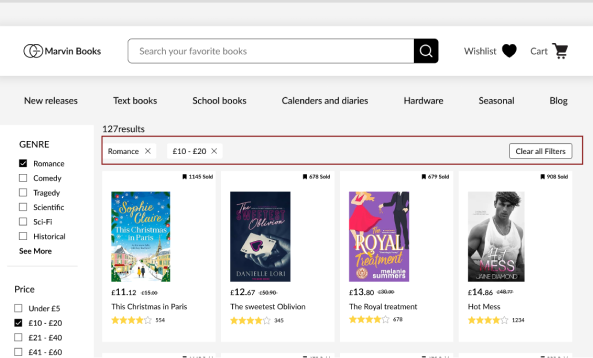 Marvin Books
Search your favorite books
Wishlist
Cart
New releases
Text books
School books
Calenders and diaries
Hardware
Seasonal
Blog
127results
GENRE
Romance
Comedy
Tragedy
Scientific
Sci-Fi
Historical
See More
Price
Under £5
£10 - £20
£21 - £40
£41 - £60
Romance ×
£10 - £20 ×
Clear all Filters
1145 Sold
Sophie
Claire
This Christmas
in Paris
£11.12 £15.00
This Christmas in Paris
554
678 Sold
THE
SWEETEST
Oblivion
DANIELLE LORI
£12.67 £50.90
The sweetest Oblivion
345
679 Sold
The
ROYAL
Treatment
melanie
summers
£13.80 £30.00
The Royal treatment
678
908 Sold
Hot
MESS
JAINE DIAMOND
£14.86 £48.77
Hot Mess
1234